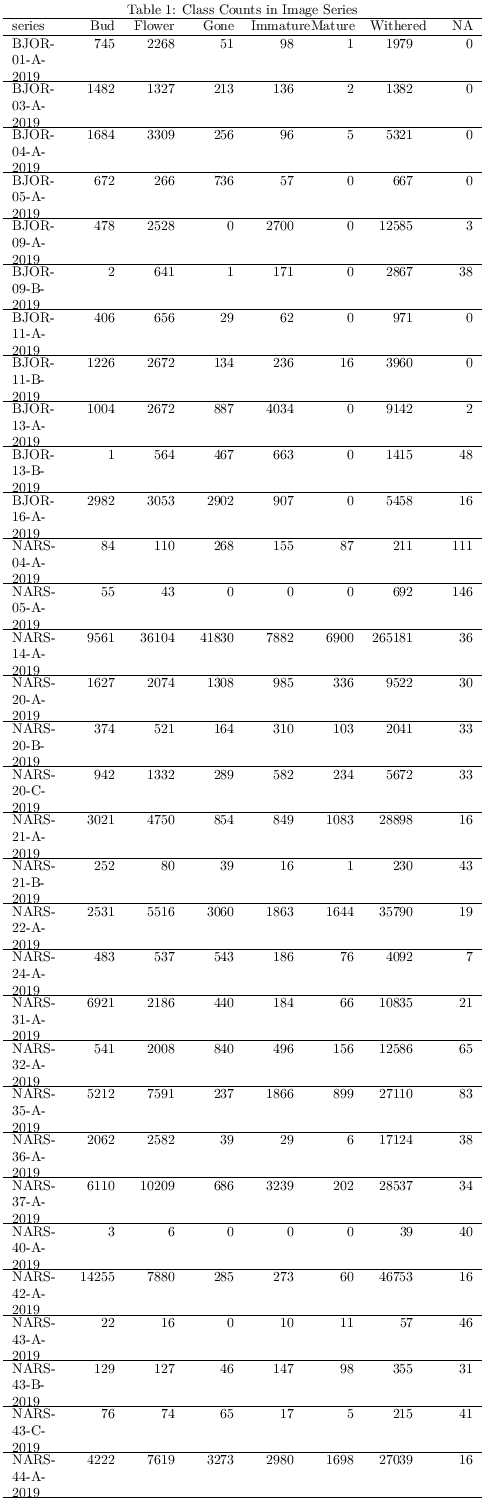 Table 1: Class Counts in Image Series
series Bud Flower Gone Immature Mature Withered NA
BJOR- 745 2268 51 98 1 1979 0
01-A-
2019
BJOR- 1482 1327 213 136 2 1382 0
03-A-
2019
BJOR- 1684 3309 256 96 5 5321 0
04-A-
2019
BJOR- 672 266 736 57 0 667 0
05-A-
2019
BJOR- 478 2528 0 2700 0 12585 3
09-A-
2019
BJOR- 2 641 1 171 0 2867 38
09-B-
2019
BJOR- 406 656 29 62 0 971 0
11-A-
2019
BJOR- 1226 2672 134 236 16 3960 0
11-B-
2019
BJOR- 1004 2672 887 4034 0 9142 2
13-A-
2019
BJOR- 1 564 467 663 0 1415 48
13-B-
2019
BJOR- 2982 3053 2902 907 0 5458 16
16-A-
2019
NARS- 84 110 268 155 87 211 111
04-A-
2019
NARS- 55 43 0 0 0 692 146
05-A-
2019
NARS- 9561 36104 41830 7882 6900 265181 36
14-A-
2019
NARS- 1627 2074 1308 985 336 9522 30
20-A-
2019
NARS- 374 521 164 310 103 2041 33
20-B-
2019
NARS- 942 1332 289 582 234 5672 33
20-C-
2019
NARS- 3021 4750 854 849 1083 28898 16
21-A-
2019
NARS- 252 80 39 16 1 230 43
21-B-
2019
NARS- 2531 5516 3060 1863 1644 35790 19
22-A-
2019
NARS- 483 537 543 186 76 4092 7
24-A-
2019
NARS- 6921 2186 440 184 66 10835 21
31-A-
2019
NARS- 541 2008 840 496 156 12586 65
32-A-
2019
NARS- 5212 7591 237 1866 899 27110 83
35-A-
2019
NARS- 2062 2582 39 29 6 17124 38
36-A-
2019
NARS- 6110 10209 686 3239 202 28537 34
37-A-
2019
NARS- 3 6 0 0 0 39 40
40-A-
2019
NARS- 14255 7880 285 273 60 46753 16
42-A-
2019
NARS- 22 16 0 10 11 57 46
43-A-
2019
NARS- 129 127 46 147 98 355 31
43-B-
2019
NARS- 76 74 65 17 5 215 41
43-C-
2019
NARS- 4222 7619 3273 2980 1698 27039 16
44-A-
2019